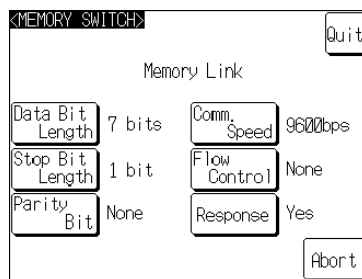 <MEMORY SWITCH>
Quit
Memory Link
Data Bit
Length
7 bits
Comm.
Speed
9600bps
Stop Bit
Length
1 bit
Flow
Control
None
Parity
Bit
None
Response
Yes
Abort